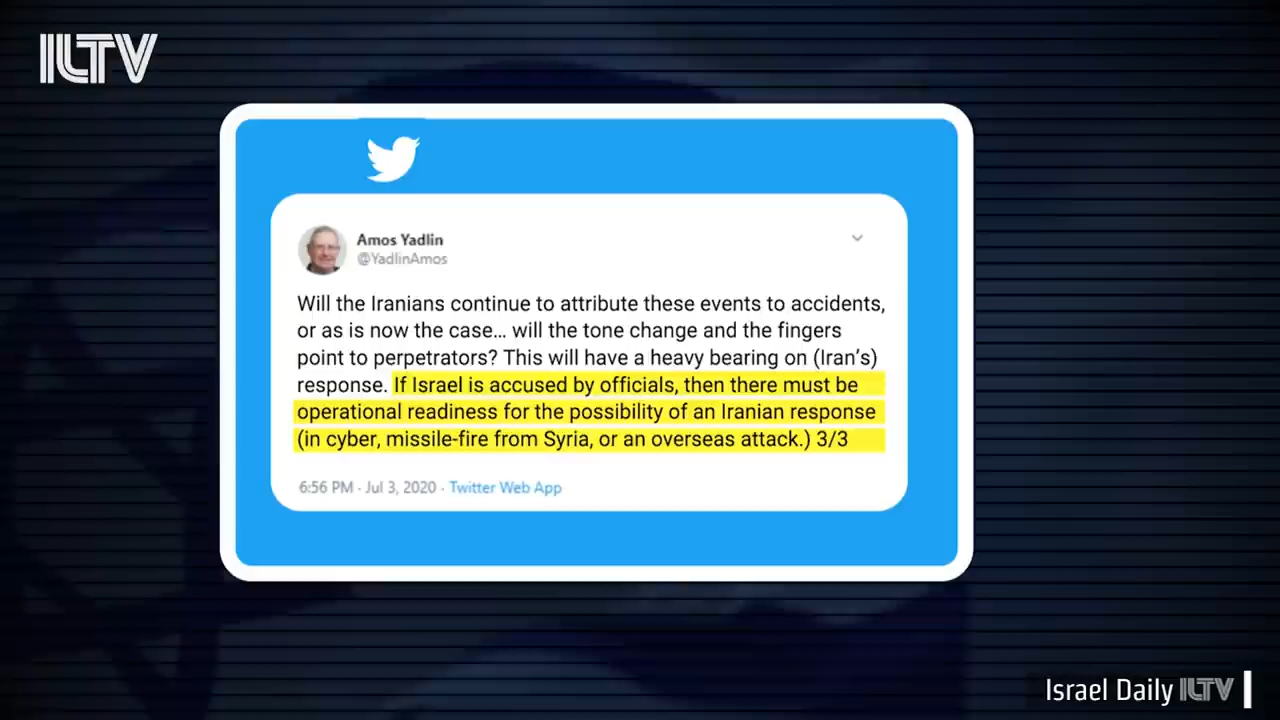 ILTV
Amos Yadlin
@YadlinAmos
Will the Iranians continue to attribute these events to accidents,
or as is now the case... will the tone change and the fingers
point to perpetrators? This will have a heavy bearing on (Iran's)
response. If Israel is accused by officials, then there must be
operational readiness for the possibility of an Iranian response
(in cyber, missile-fire from Syria, or an overseas attack.) 3/3
6:56 PM · Jul 3, 2020 · Twitter Web App
Israel Daily ILTV